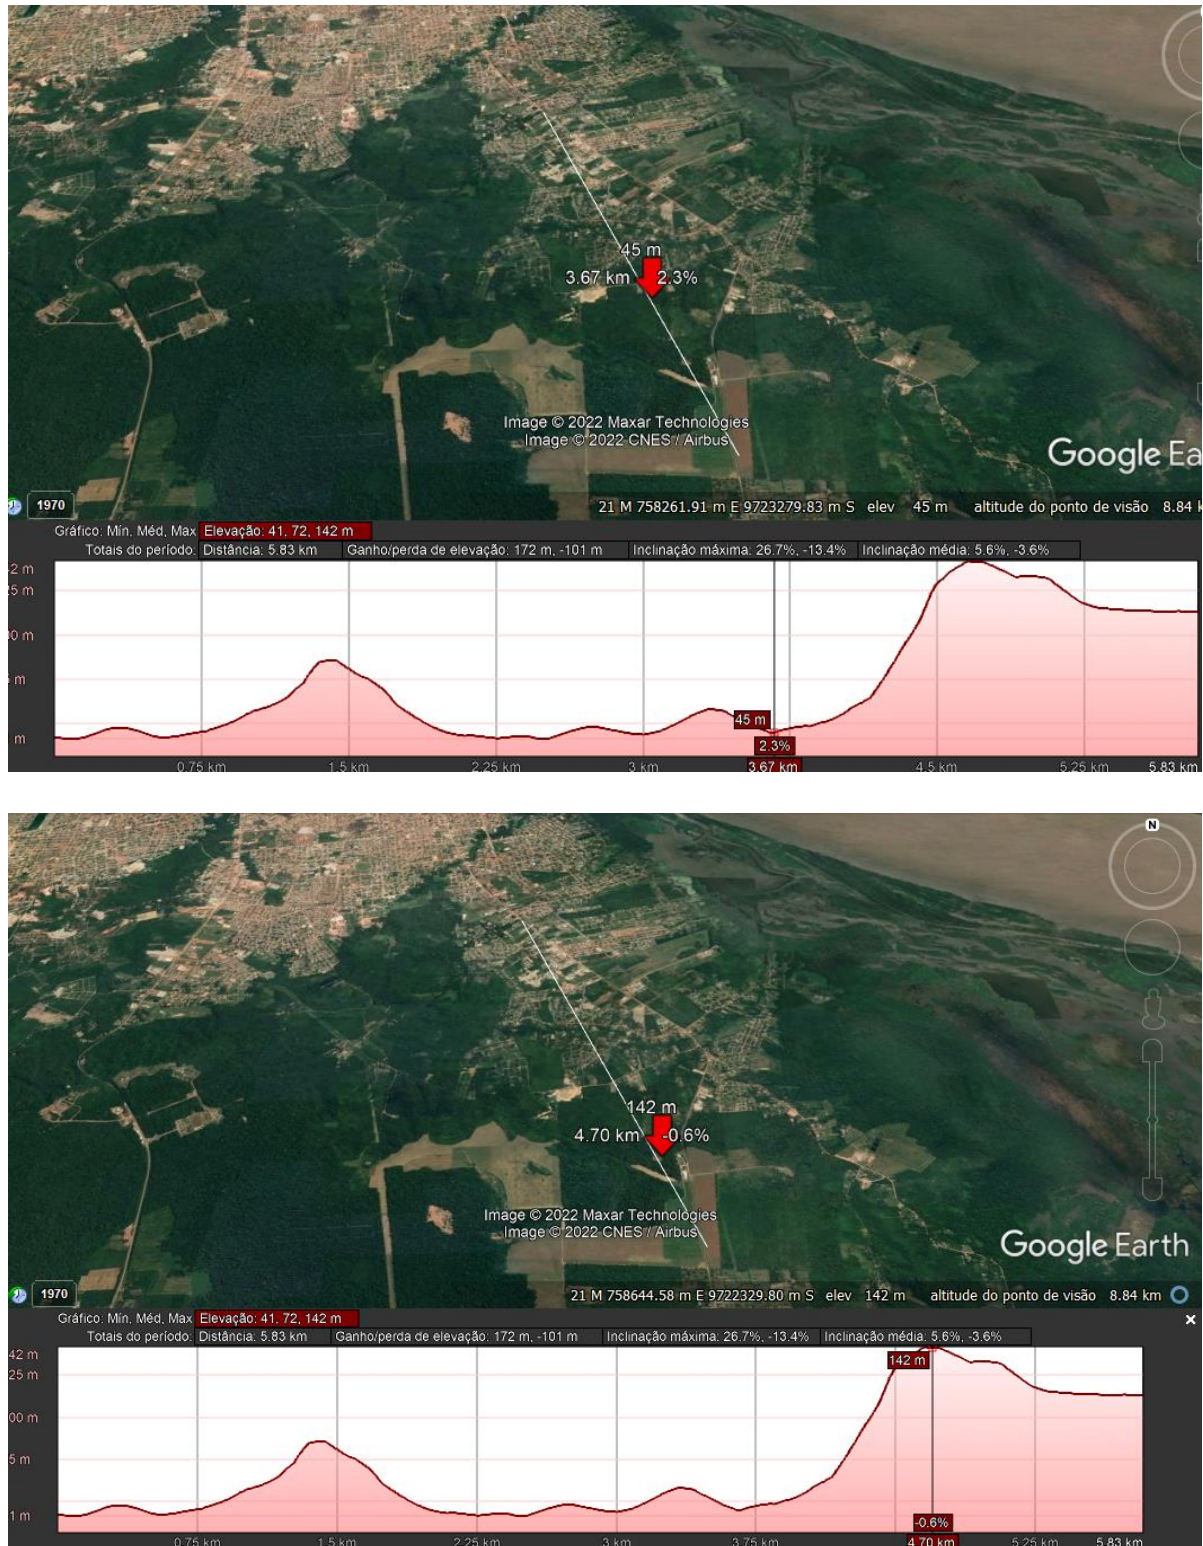 45 m
3.67 km 2.3%
Image © 2022 Maxar Technologies
Image © 2022 CNES / Airbus
Google Ea
1970
21 M 758261.91 m E 9723279.83 m S elev 45 m altitude do ponto de visão 8.84 k
Gráfico: Mín, Méd, Max Elevação: 41, 72, 142 m
Totais do período: Distância: 5.83 km Ganho/perda de elevação: 172 m, -101 m Inclinação máxima: 26.7%, -13.4% Inclinação média: 5.6%, -3.6%
2 m
5 m
0 m
m
45 m
m
2.3%
0.75 km 1.5 km 2.25 km 3 km 3.67 km 4.5 km 5.25 km 5.83 km
N
142 m
4.70 km -0.6%
Image © 2022 Maxar Technologies
Image © 2022 CNES / Airbus
Google Earth
1970
21 M 758644.58 m E 9722329.80 m S elev 142 m altitude do ponto de visão 8.84 km
Gráfico: Mín, Méd, Max Elevação: 41, 72, 142 m
Totais do período: Distância: 5.83 km Ganho/perda de elevação: 172 m, -101 m Inclinação máxima: 26.7%, -13.4% Inclinação média: 5.6%, -3.6%
42 m
142 m
25 m
00 m
5 m
1 m
-0.6%
0.75 km 1.5 km 2.25 km 3 km 3.75 km 4.70 km 5.25 km 5.83 km